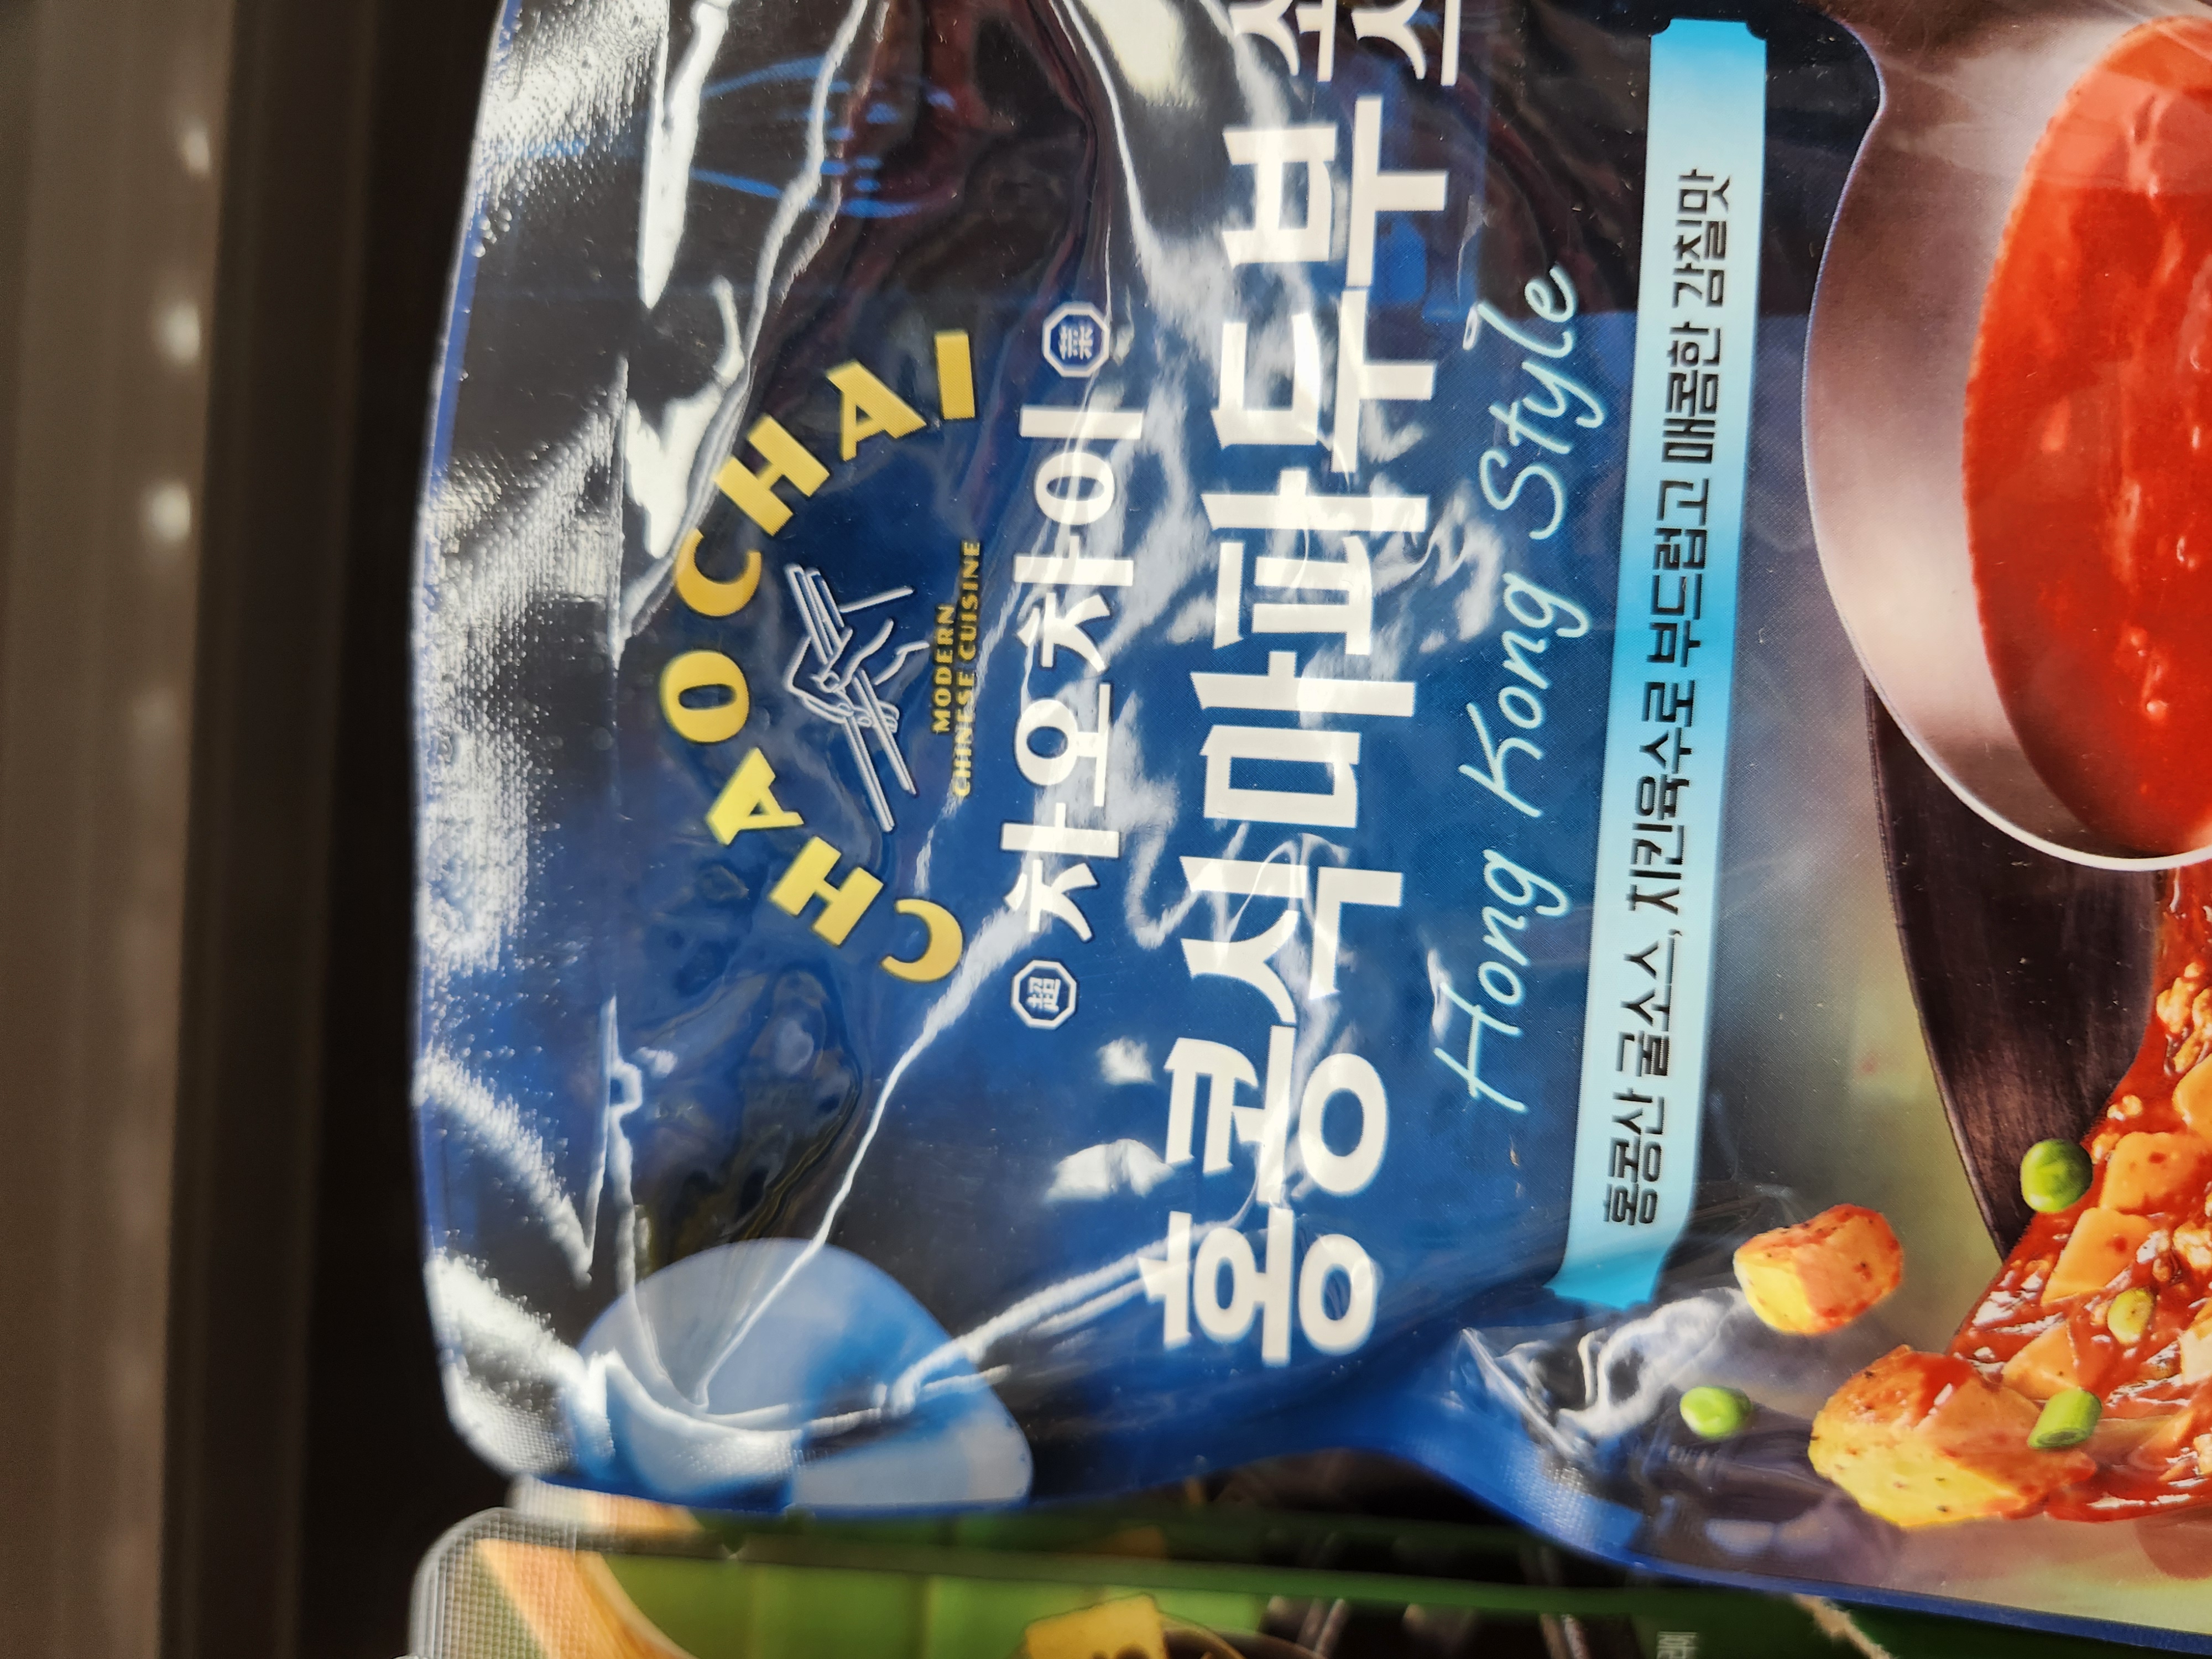 CHAOCHAI
MODERN
CHINESE CUISINE
超 차오차이 菜
홍콩식마파두부
Hong Kong Style
홍콩산 굴소스, 치킨육수로 부드럽고 매콤한 감칠맛